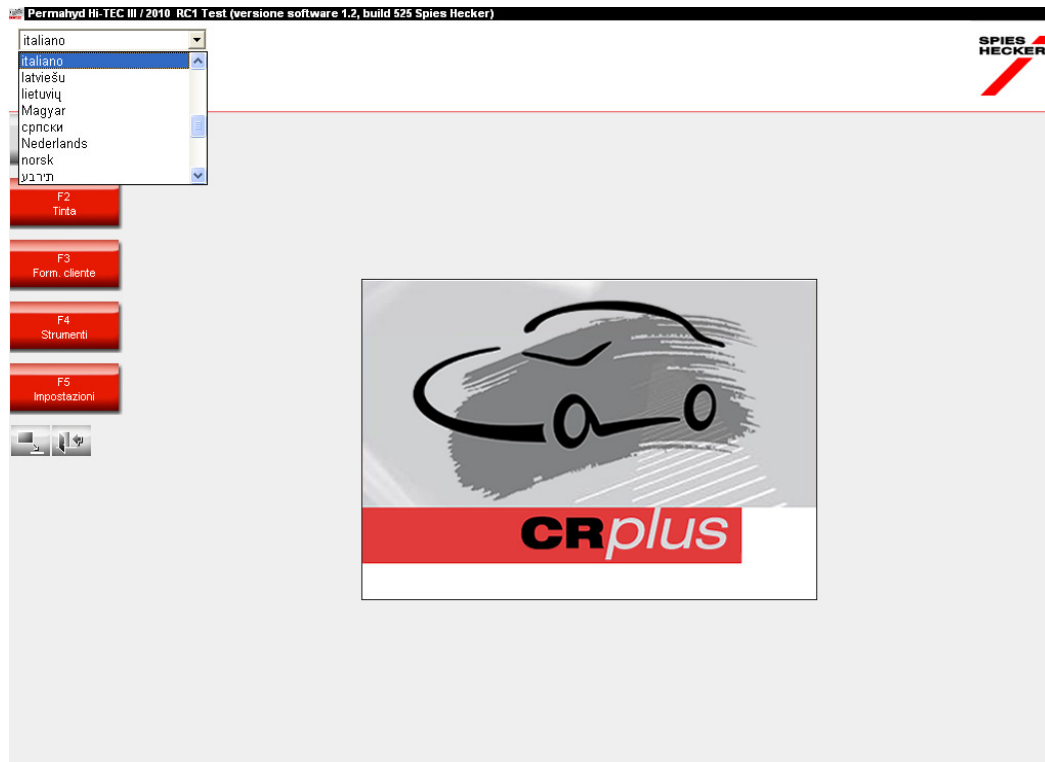 Permahyd Hi-TEC III / 2010 RC1 Test (versione software 1.2, build 525 Spies Hecker)
italiano
SPIES
HECKER
italiano
latviešu
lietuvių
Magyar
српски
Nederlands
norsk
תירבע
F2
Tinta
F3
Form. cliente
F4
Strumenti
F5
Impostazioni
CRplus